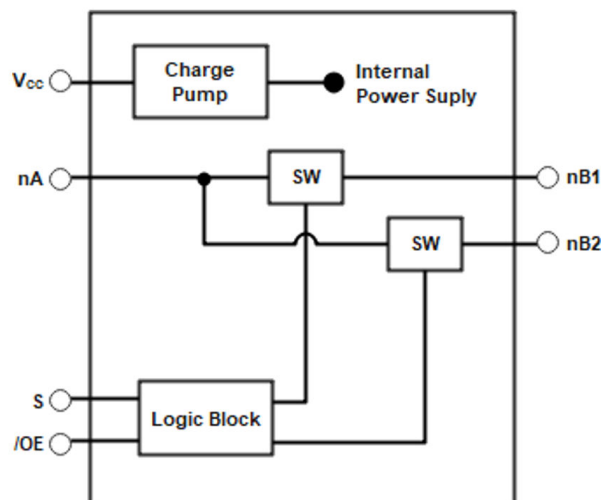 Vcc
Charge
Pump
Internal
Power Suply
nA
SW
nB1
SW
nB2
S
/OE
Logic Block